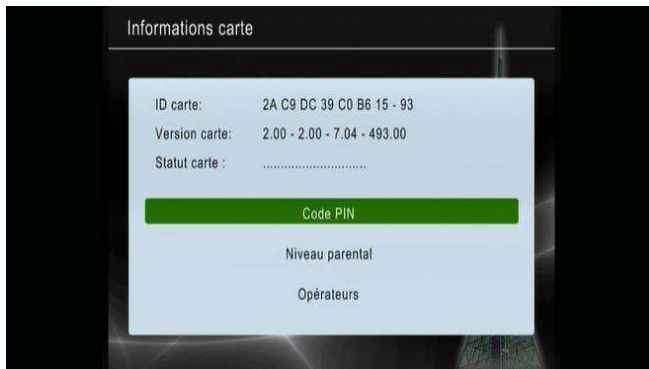 Informations carte
ID carte: 2A C9 DC 39 C0 B6 15 - 93
Version carte: 2.00 - 2.00 - 7.04 - 493.00
Statut carte : ............................
Code PIN
Niveau parental
Opérateurs